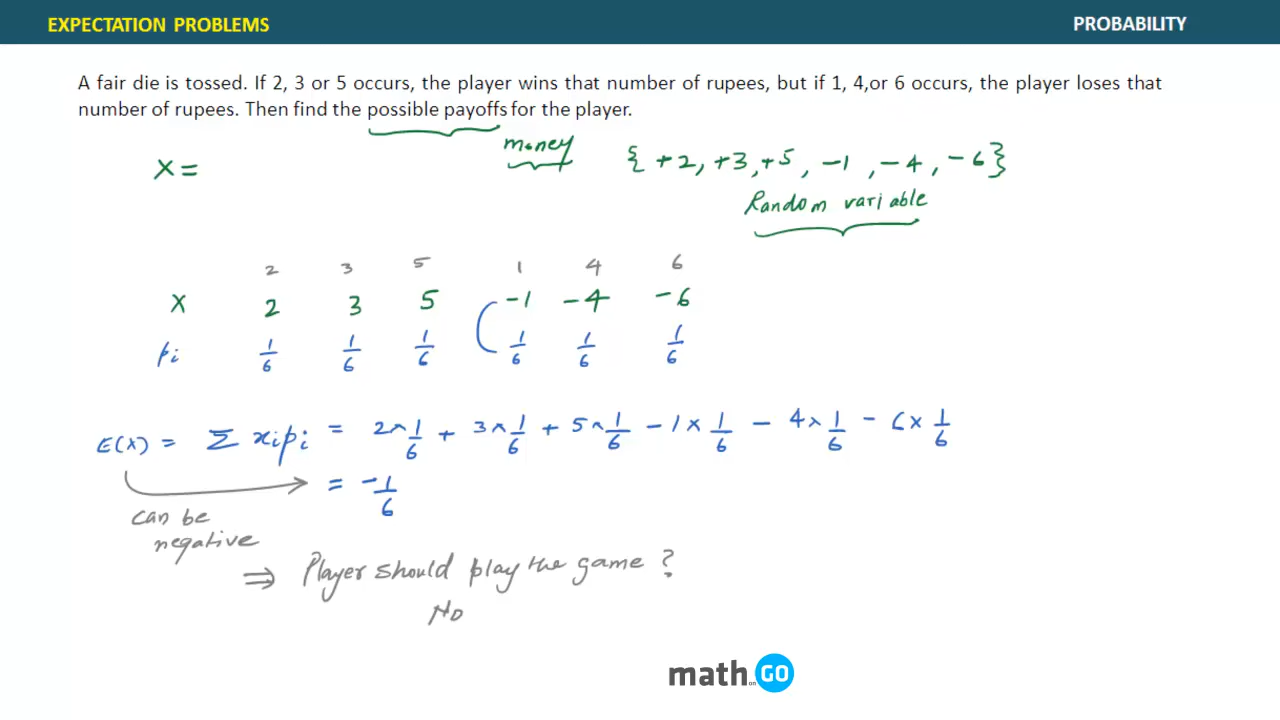 EXPECTATION PROBLEMS PROBABILITY
A fair die is tossed. If 2, 3 or 5 occurs, the player wins that number of rupees, but if 1, 4,or 6 occurs, the player loses that
number of rupees. Then find the possible payoffs for the player.
X = money { +2, +3, +5, -1, -4, -6}
Random variable
2 3 5 1 4 6
X 2 3 5 -1 -4 -6
pi 1/6 1/6 1/6 1/6 1/6 1/6
E(X) = Σ xipi = 2×1/6 + 3×1/6 + 5×1/6 - 1×1/6 - 4×1/6 - 6×1/6
= -1/6
can be
negative
⇒ Player should play the game ?
No
math on GO